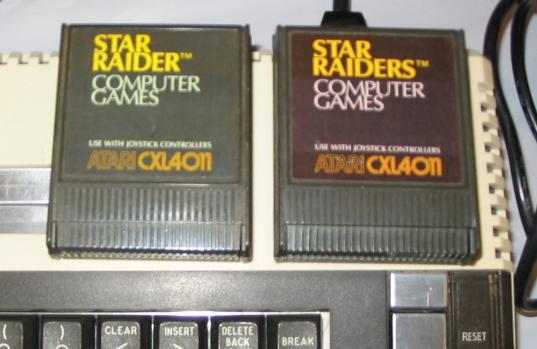 STAR
RAIDER™
COMPUTER
GAMES
USE WITH JOYSTICK CONTROLLERS
ATARI CXL4011
STAR
RAIDERS™
COMPUTER
GAMES
USE WITH JOYSTICK CONTROLLERS
ATARI CXL4011
( ) CLEAR INSERT DELETE BACK BREAK RESET
< >